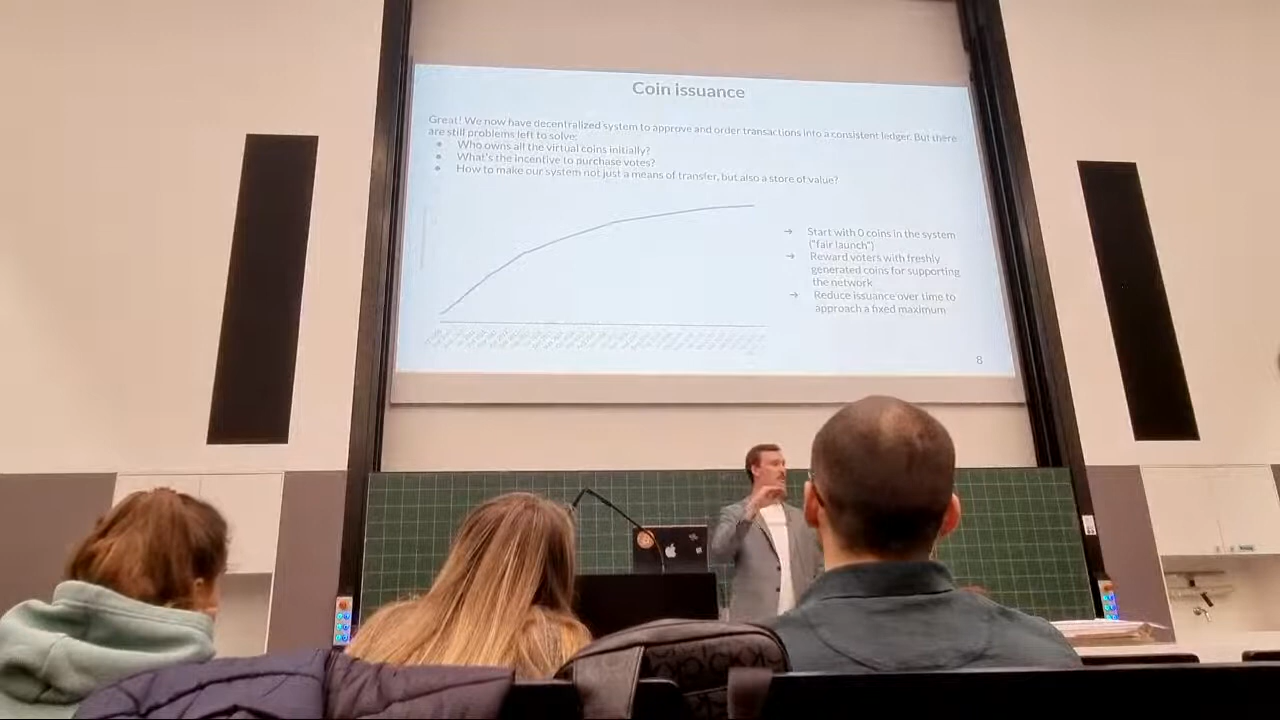 Coin issuance
Great! We now have decentralized system to approve and order transactions into a consistent ledger. But there
are still problems left to solve:
● Who owns all the virtual coins initially?
● What's the incentive to purchase votes?
● How to make our system not just a means of transfer, but also a store of value?
→ Start with 0 coins in the system
("fair launch")
→ Reward voters with freshly
generated coins for supporting
the network
→ Reduce issuance over time to
approach a fixed maximum
8